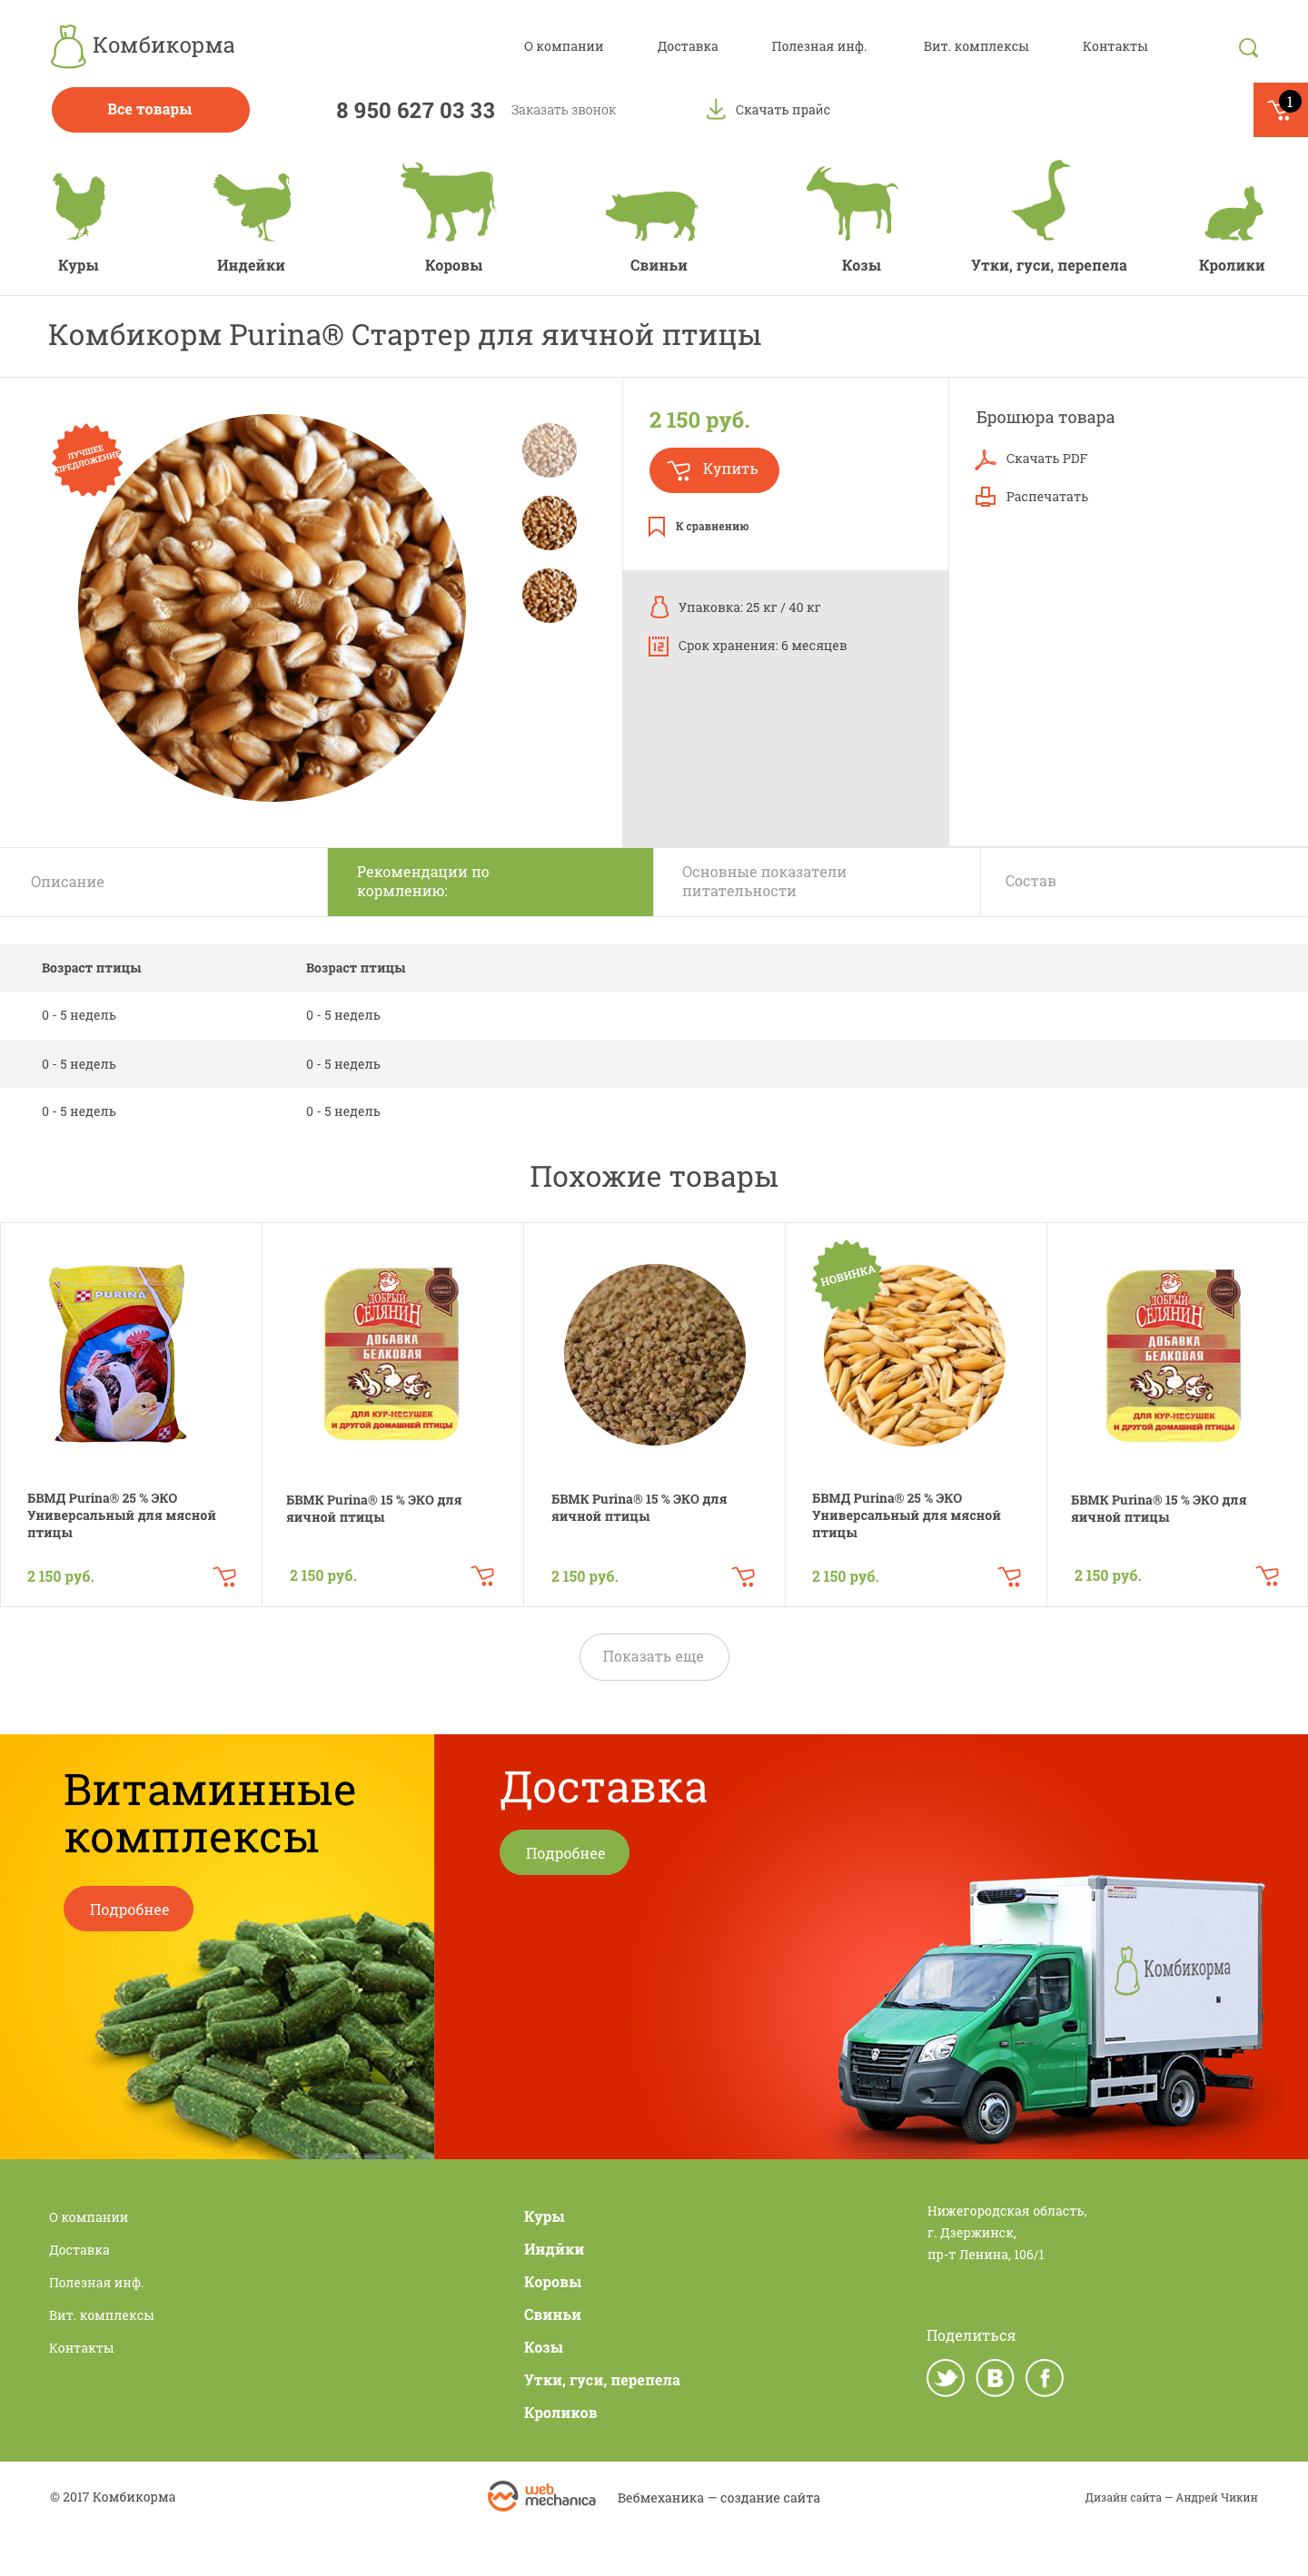 Комбикорма
О компании
Доставка
Полезная инф.
Вит. комплексы
Контакты
Все товары
8 950 627 03 33
Заказать звонок
Скачать прайс
1
Куры
Индейки
Коровы
Свиньи
Козы
Утки, гуси, перепела
Кролики
Комбикорм Purina® Стартер для яичной птицы
ЛУЧШЕЕ
ПРЕДЛОЖЕНИЕ
2 150 руб.
Купить
К сравнению
Упаковка: 25 кг / 40 кг
12
Срок хранения: 6 месяцев
Брошюра товара
Скачать PDF
Распечатать
Описание
Рекомендации по
кормлению:
Основные показатели
питательности
Состав
Возраст птицы
Возраст птицы
0 - 5 недель
0 - 5 недель
0 - 5 недель
0 - 5 недель
0 - 5 недель
0 - 5 недель
Похожие товары
PURINA
БВМД Purina® 25 % ЭКО
Универсальный для мясной
птицы
2 150 руб.
ДОБРЫЙ
СЕЛЯНИН
ДОБАВКА
БЕЛКОВАЯ
ДЛЯ КУР-НЕСУШЕК
И ДРУГОЙ ДОМАШНЕЙ ПТИЦЫ
БВМК Purina® 15 % ЭКО для
яичной птицы
2 150 руб.
БВМК Purina® 15 % ЭКО для
яичной птицы
2 150 руб.
НОВИНКА
БВМД Purina® 25 % ЭКО
Универсальный для мясной
птицы
2 150 руб.
ДОБРЫЙ
СЕЛЯНИН
ДОБАВКА
БЕЛКОВАЯ
ДЛЯ КУР-НЕСУШЕК
И ДРУГОЙ ДОМАШНЕЙ ПТИЦЫ
БВМК Purina® 15 % ЭКО для
яичной птицы
2 150 руб.
Показать еще
Витаминные
комплексы
Подробнее
Доставка
Подробнее
Комбикорма
О компании
Доставка
Полезная инф.
Вит. комплексы
Контакты
Куры
Индйки
Коровы
Свиньи
Козы
Утки, гуси, перепела
Кроликов
Нижегородская область,
г. Дзержинск,
пр-т Ленина, 106/1
Поделиться
© 2017 Комбикорма
web
mechanica
Вебмеханика — создание сайта
Дизайн сайта — Андрей Чикин